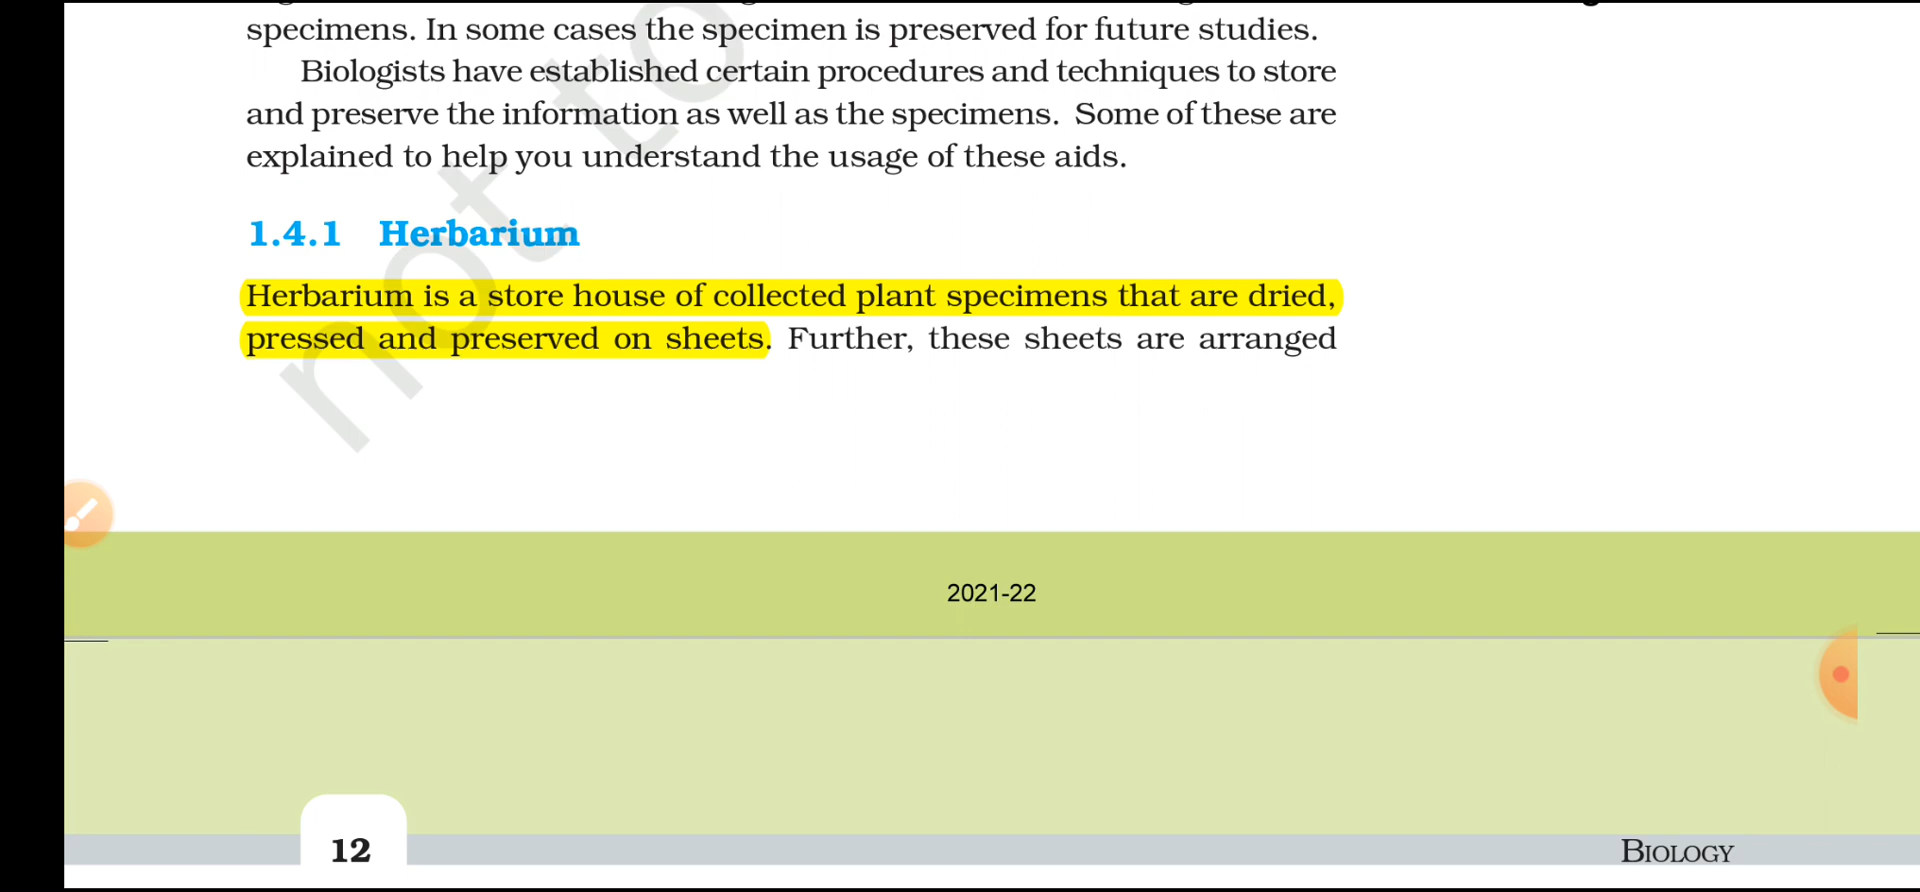 specimens. In some cases the specimen is preserved for future studies.
Biologists have established certain procedures and techniques to store
and preserve the information as well as the specimens. Some of these are
explained to help you understand the usage of these aids.
1.4.1 Herbarium
Herbarium is a store house of collected plant specimens that are dried,
pressed and preserved on sheets. Further, these sheets are arranged
not to
2021-22
12
BIOLOGY